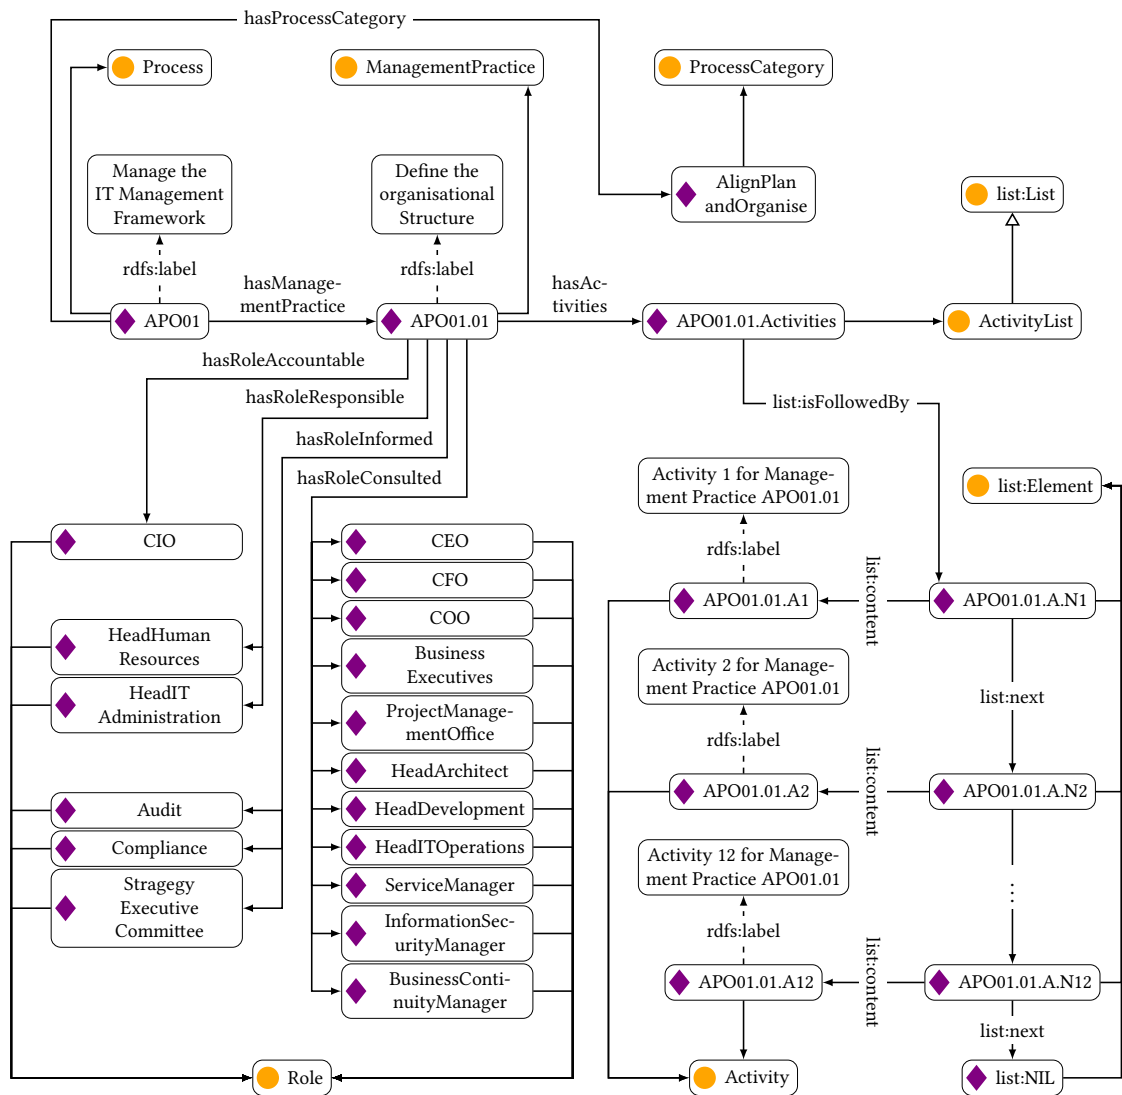 hasProcessCategory
Process
ManagementPractice
ProcessCategory
Manage the
IT Management
Framework
Define the
organisational
Structure
AlignPlan
andOrganise
list:List
rdfs:label
rdfs:label
hasManage-
mentPractice
hasAc-
tivities
APO01
APO01.01
APO01.01.Activities
ActivityList
hasRoleAccountable
hasRoleResponsible
hasRoleInformed
hasRoleConsulted
list:isFollowedBy
Activity 1 for Manage-
ment Practice APO01.01
list:Element
CIO
CEO
rdfs:label
CFO
list:content
APO01.01.A1
APO01.01.A.N1
COO
HeadHuman
Resources
Business
Executives
Activity 2 for Manage-
ment Practice APO01.01
HeadIT
Administration
list:next
ProjectManage-
mentOffice
rdfs:label
HeadArchitect
list:content
APO01.01.A2
APO01.01.A.N2
Audit
HeadDevelopment
Compliance
HeadITOperations
Activity 12 for Manage-
ment Practice APO01.01
Stragegy
Executive
Committee
ServiceManager
⋮
InformationSec-
urityManager
rdfs:label
list:content
BusinessConti-
nuityManager
APO01.01.A12
APO01.01.A.N12
list:next
Role
Activity
list:NIL